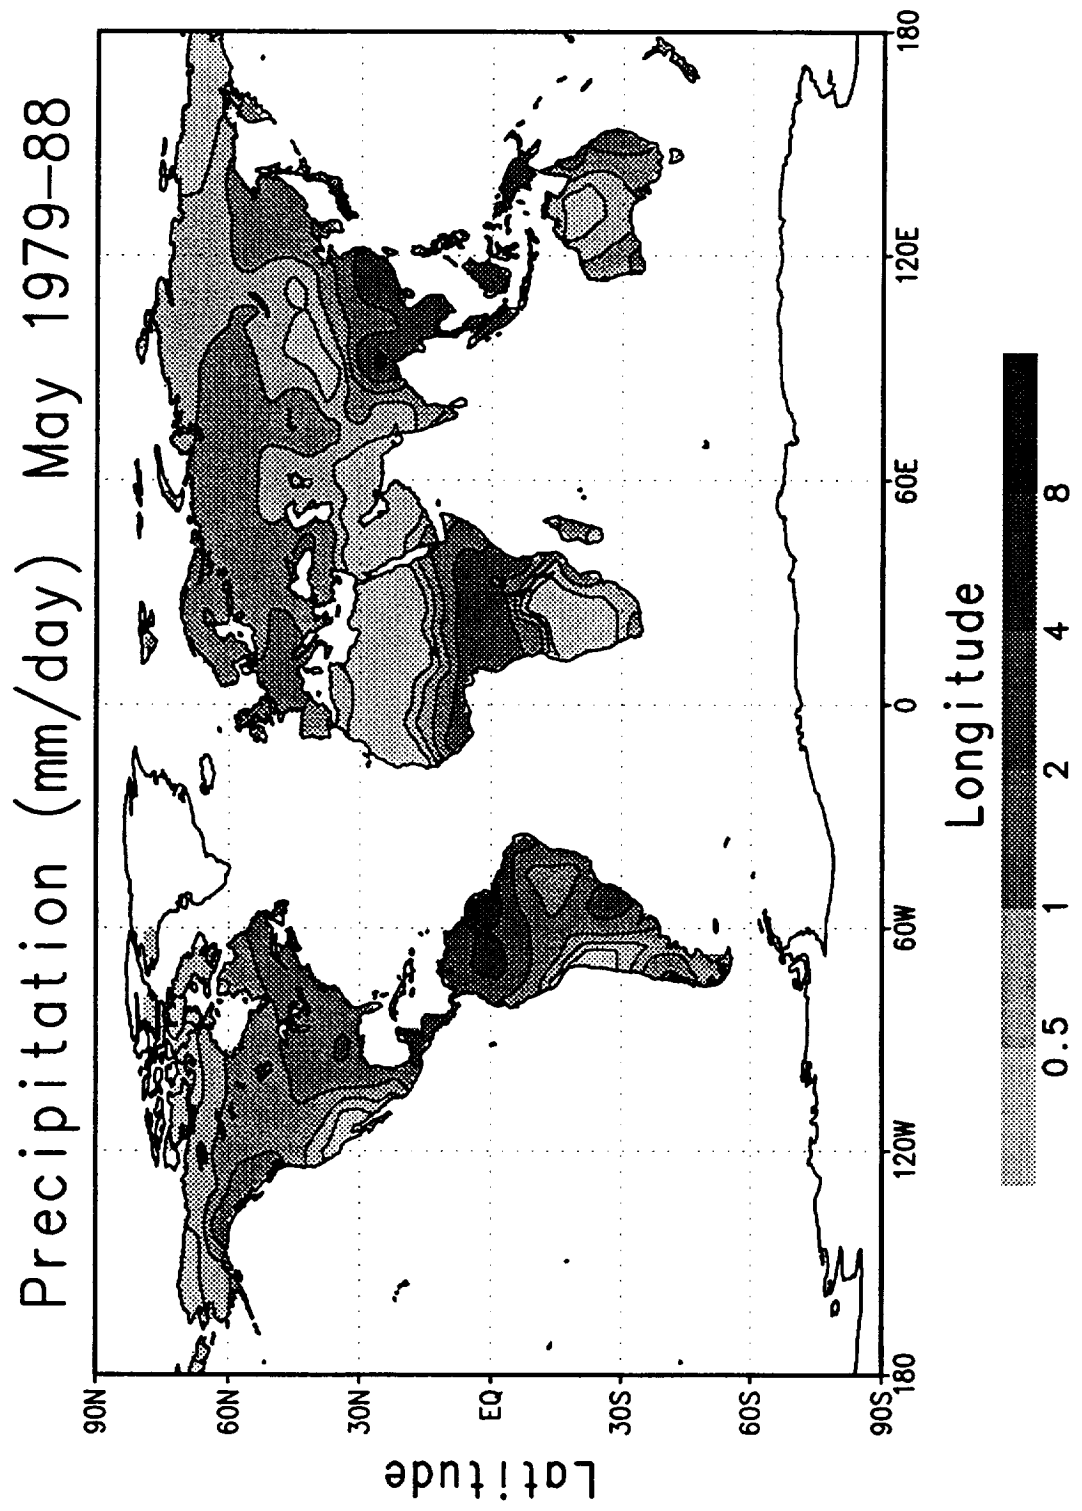 Precipitation (mm/day) May 1979-88
90N
60N
30N
EQ
30S
60S
90S
Latitude
180 120W 60W 0 60E 120E 180
Longitude
0.5 1 2 4 8